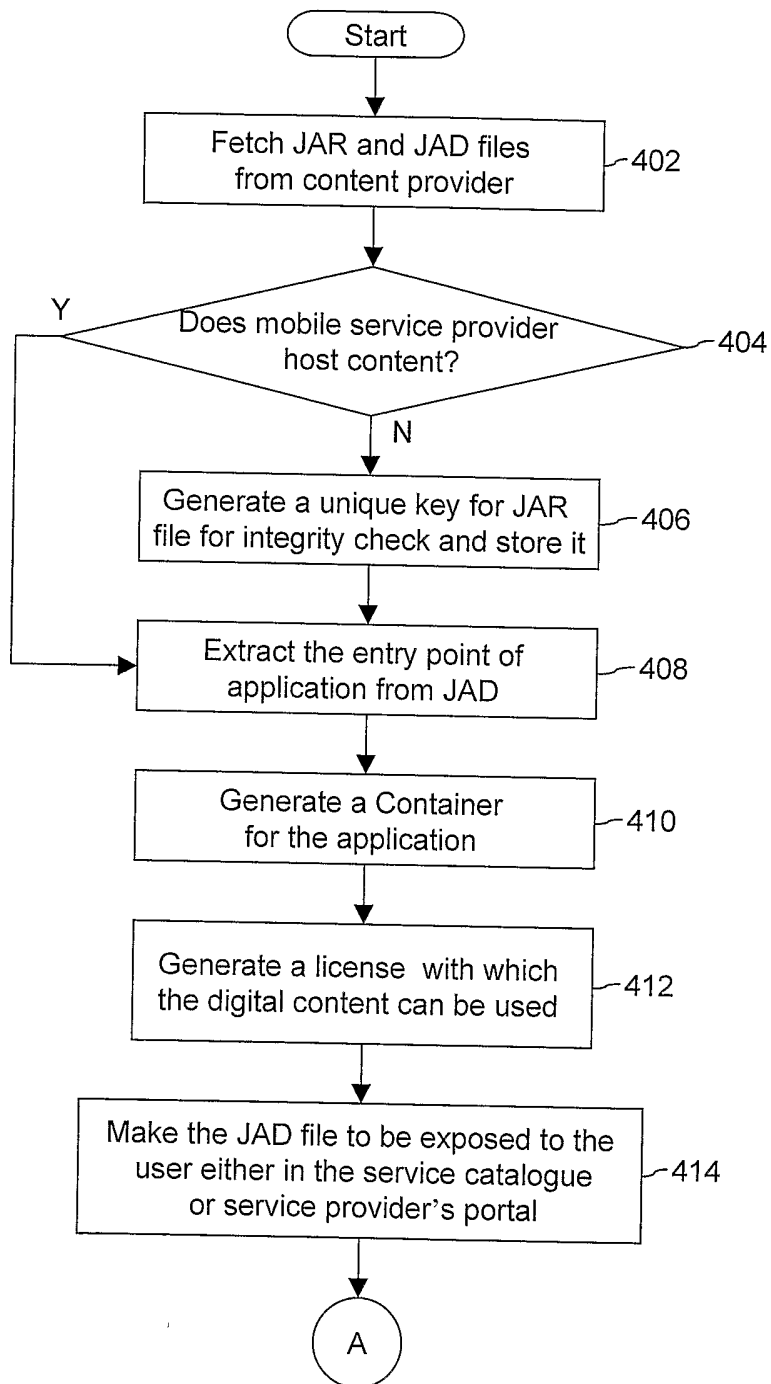 Start
Fetch JAR and JAD files
from content provider
402
Y
Does mobile service provider
host content?
404
N
Generate a unique key for JAR
file for integrity check and store it
406
Extract the entry point of
application from JAD
408
Generate a Container
for the application
410
Generate a license with which
the digital content can be used
412
Make the JAD file to be exposed to the
user either in the service catalogue
or service provider's portal
414
A